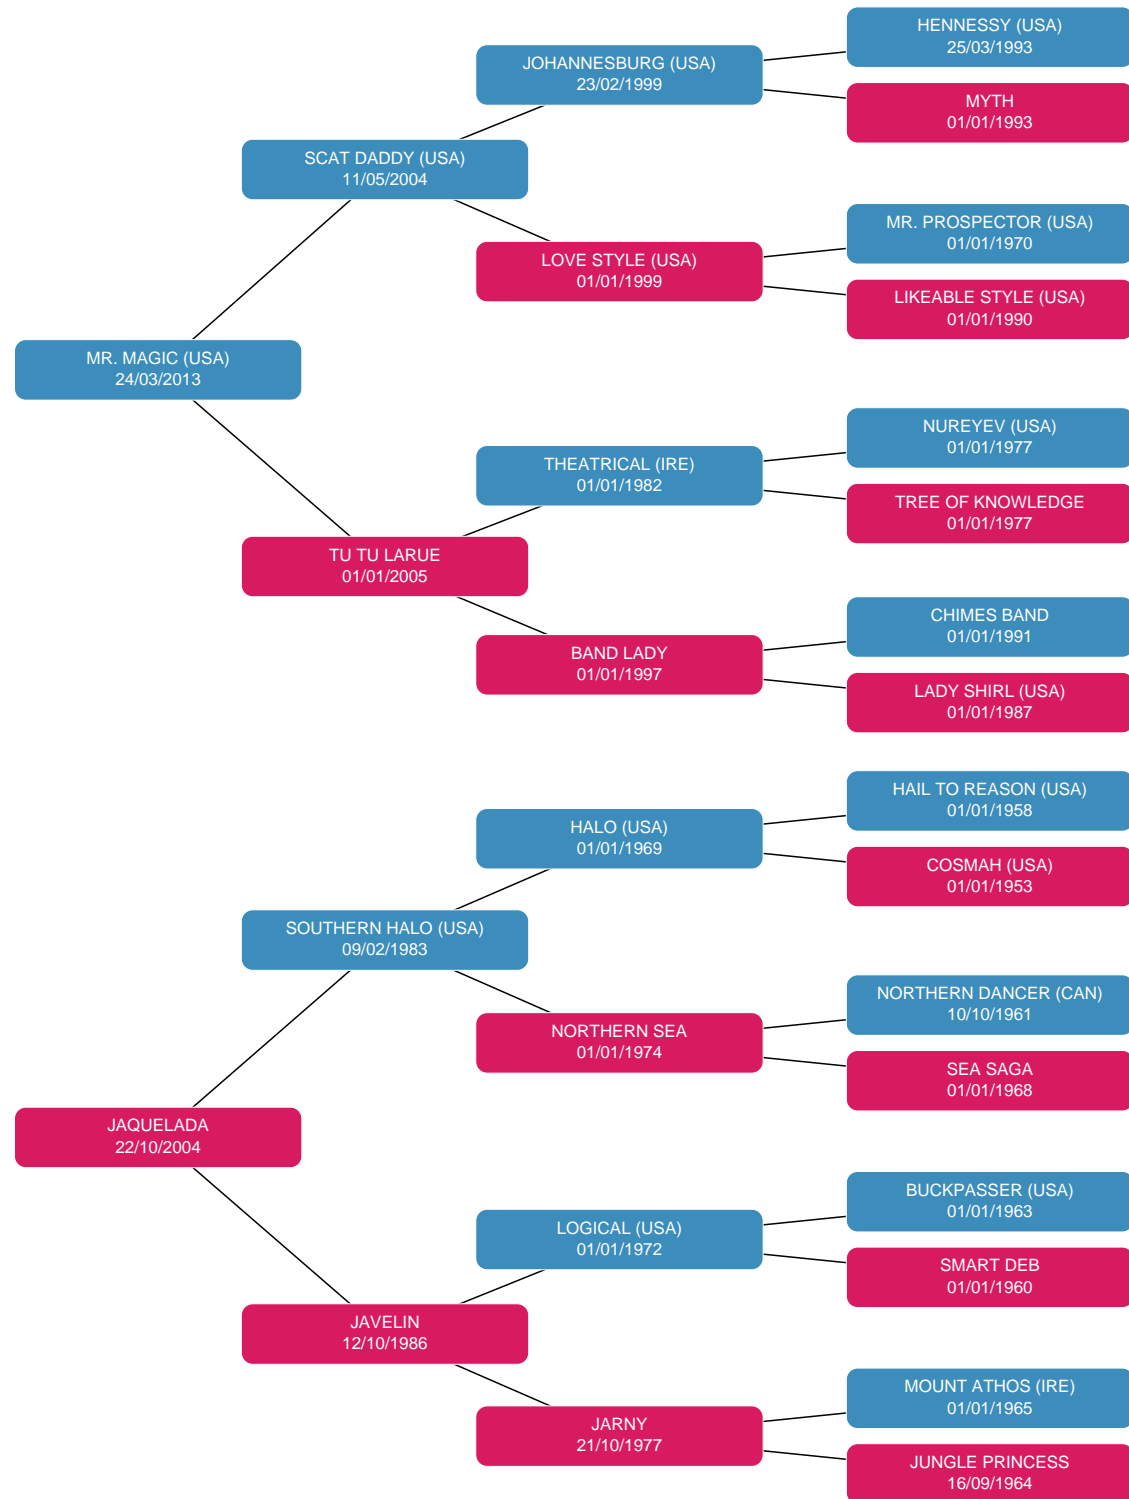 HENNESSY (USA)
25/03/1993
JOHANNESBURG (USA)
23/02/1999
MYTH
01/01/1993
SCAT DADDY (USA)
11/05/2004
MR. PROSPECTOR (USA)
01/01/1970
LOVE STYLE (USA)
01/01/1999
LIKEABLE STYLE (USA)
01/01/1990
MR. MAGIC (USA)
24/03/2013
NUREYEV (USA)
01/01/1977
THEATRICAL (IRE)
01/01/1982
TREE OF KNOWLEDGE
01/01/1977
TU TU LARUE
01/01/2005
CHIMES BAND
01/01/1991
BAND LADY
01/01/1997
LADY SHIRL (USA)
01/01/1987
HAIL TO REASON (USA)
01/01/1958
HALO (USA)
01/01/1969
COSMAH (USA)
01/01/1953
SOUTHERN HALO (USA)
09/02/1983
NORTHERN DANCER (CAN)
10/10/1961
NORTHERN SEA
01/01/1974
SEA SAGA
01/01/1968
JAQUELADA
22/10/2004
BUCKPASSER (USA)
01/01/1963
LOGICAL (USA)
01/01/1972
SMART DEB
01/01/1960
JAVELIN
12/10/1986
MOUNT ATHOS (IRE)
01/01/1965
JARNY
21/10/1977
JUNGLE PRINCESS
16/09/1964